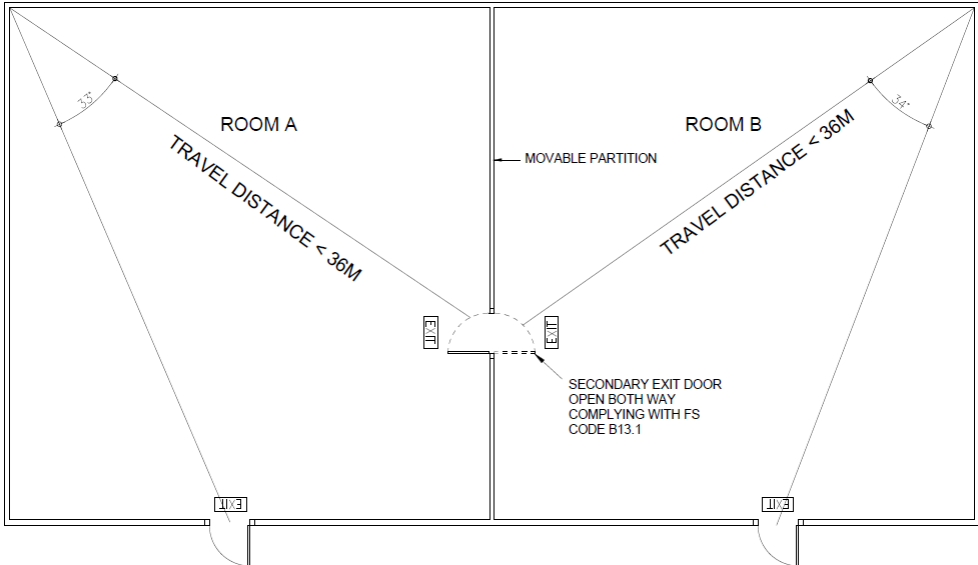 33°
34°
ROOM A
ROOM B
TRAVEL DISTANCE < 36M
TRAVEL DISTANCE < 36M
MOVABLE PARTITION
EXIT
EXIT
SECONDARY EXIT DOOR
OPEN BOTH WAY
COMPLYING WITH FS
CODE B13.1
EXIT
EXIT